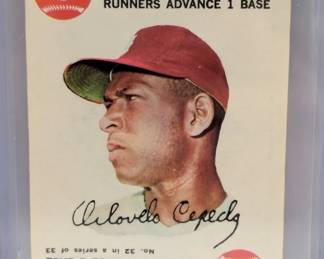 RUNNERS ADVANCE 1 BASE
Orlando Cepeda
No. 32 in a series of 33